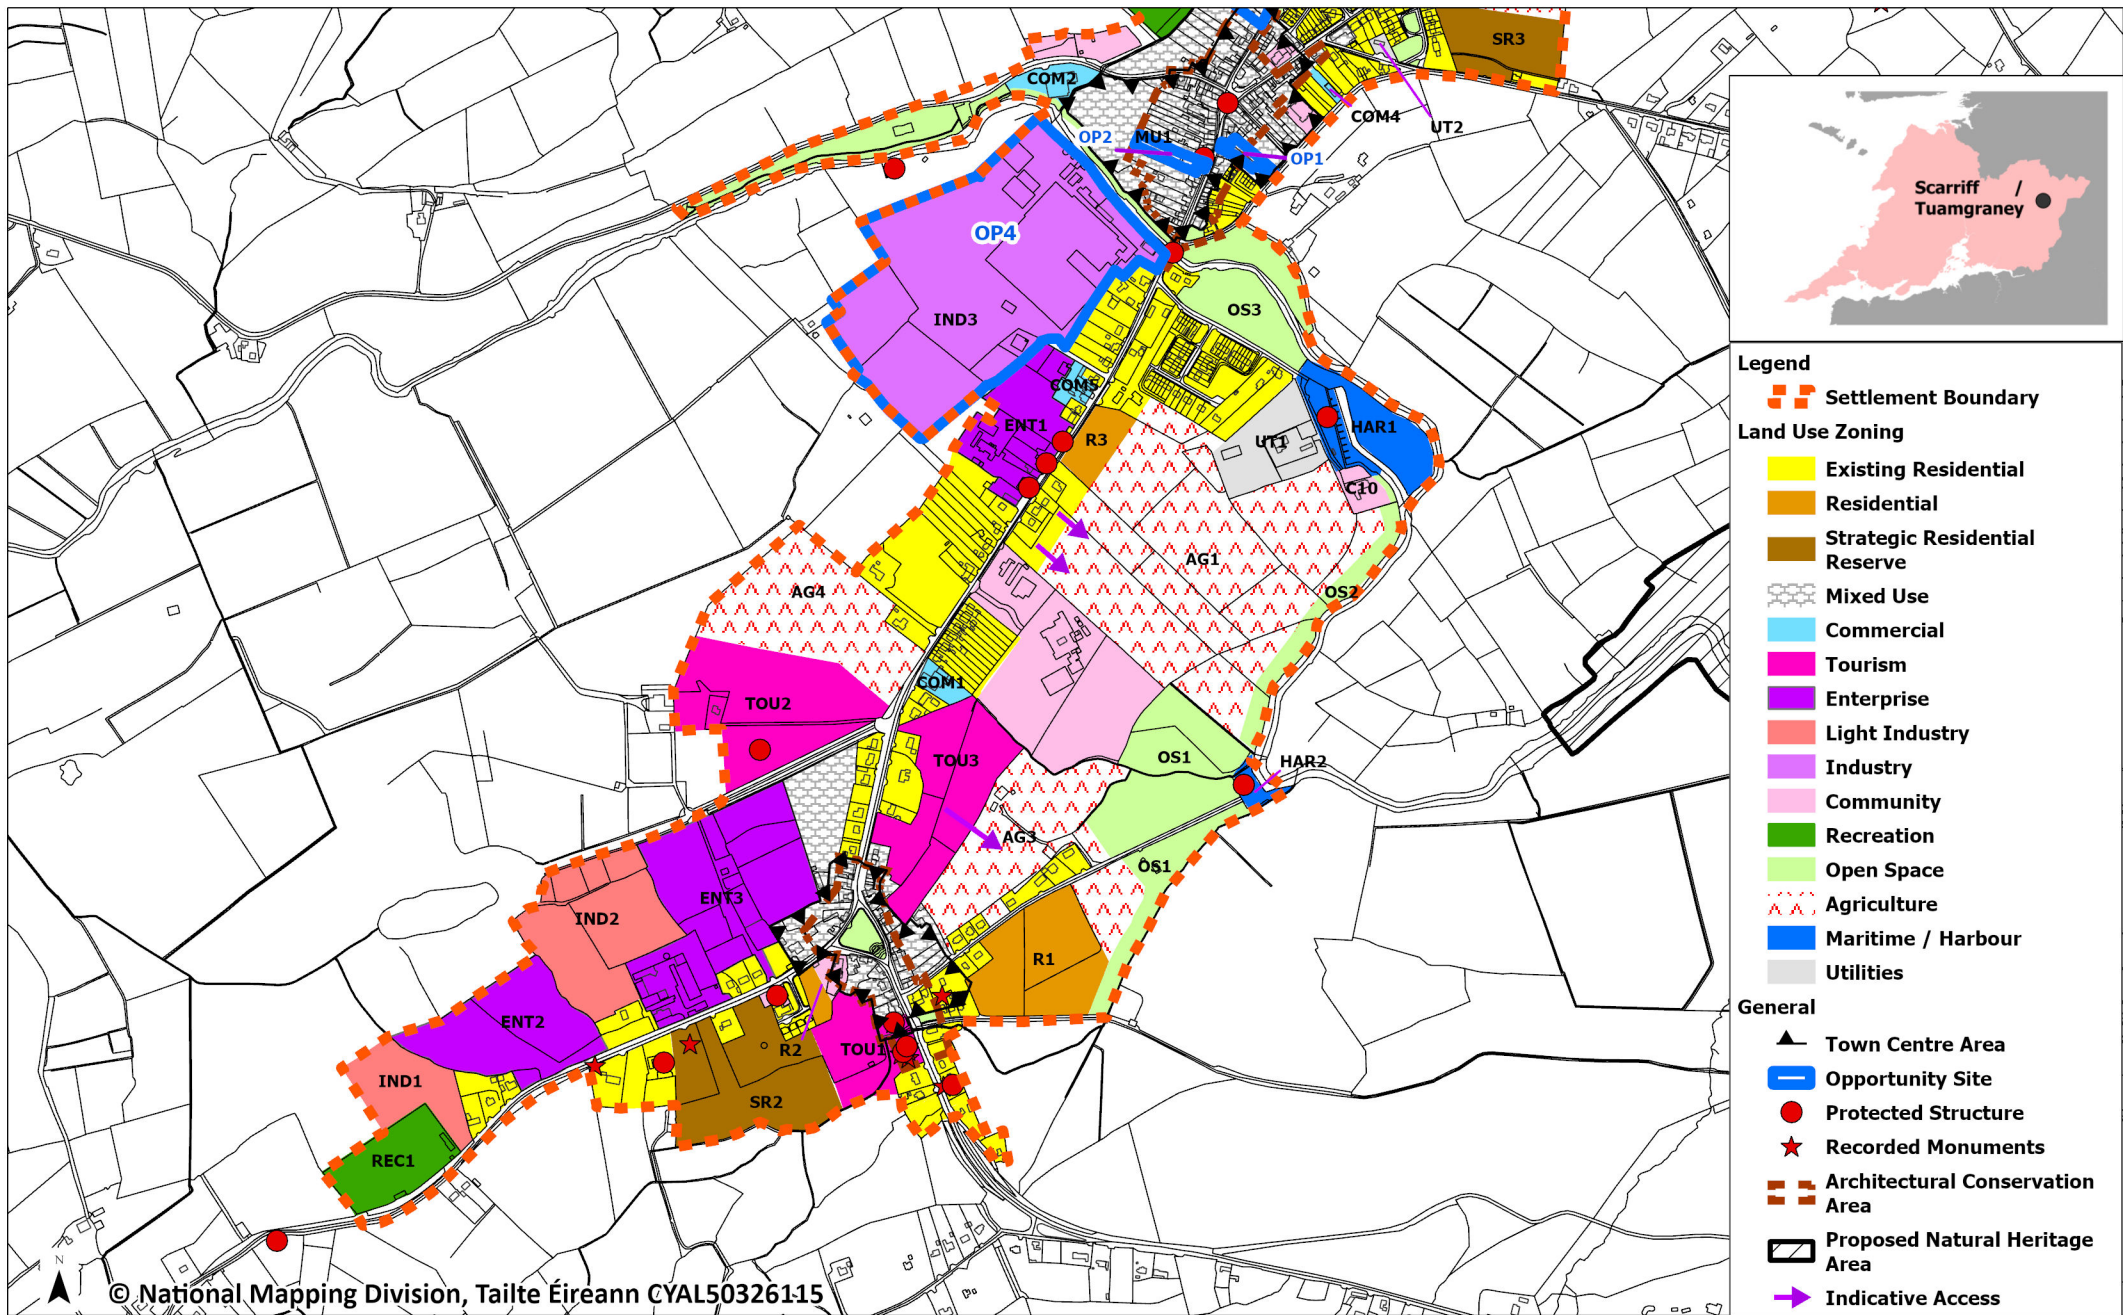 SR3
COM2
COM4
UT2
OP2
MU1
OP1
OP4
IND3
OS3
COM5
ENT1
R3
UT1
HAR1
C10
AG1
OS2
AG4
COM1
TOU2
TOU3
OS1
HAR2
AG3
OS1
ENT3
IND2
R1
ENT2
R2
TOU1
IND1
SR2
REC1
N
© National Mapping Division, Tailte Éireann CYAL50326115
Scarriff /
Tuamgraney
Legend
Settlement Boundary
Land Use Zoning
Existing Residential
Residential
Strategic Residential
Reserve
Mixed Use
Commercial
Tourism
Enterprise
Light Industry
Industry
Community
Recreation
Open Space
Agriculture
Maritime / Harbour
Utilities
General
Town Centre Area
Opportunity Site
Protected Structure
Recorded Monuments
Architectural Conservation
Area
Proposed Natural Heritage
Area
Indicative Access